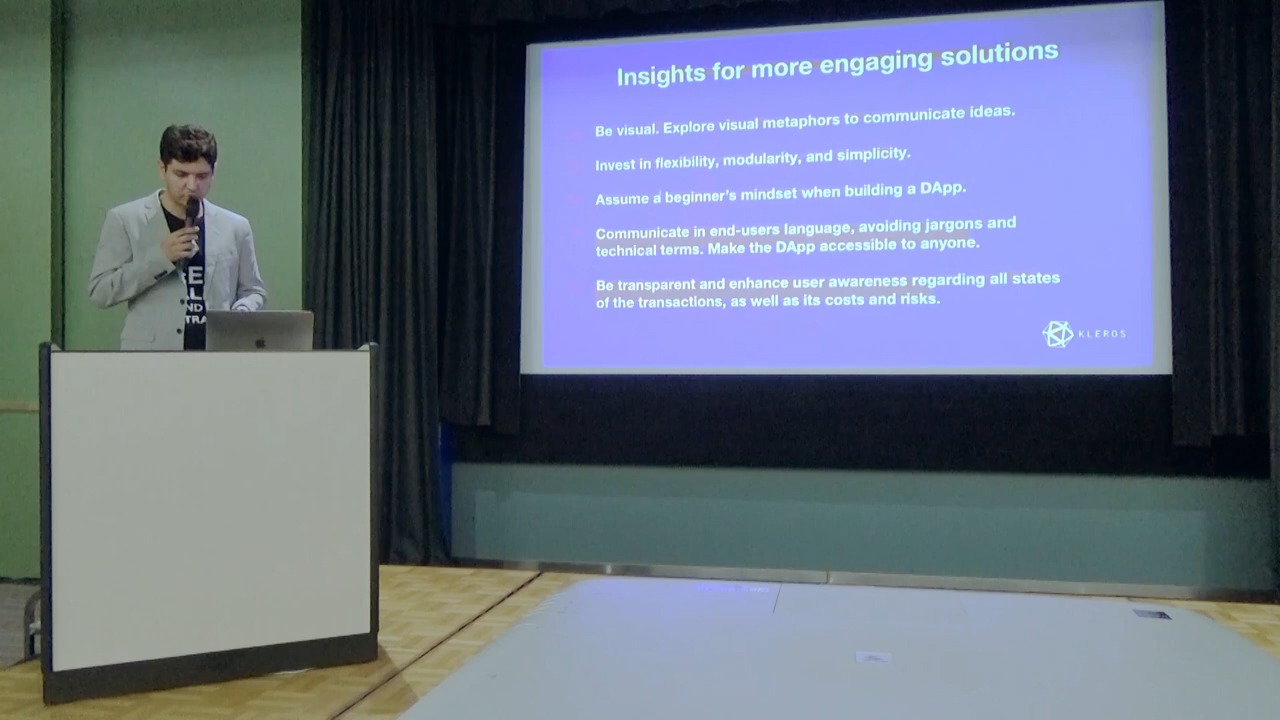 Insights for more engaging solutions
Be visual. Explore visual metaphors to communicate ideas.
Invest in flexibility, modularity, and simplicity.
Assume a beginner's mindset when building a DApp.
Communicate in end-users language, avoiding jargons and
technical terms. Make the DApp accessible to anyone.
Be transparent and enhance user awareness regarding all states
of the transactions, as well as its costs and risks.
KLEROS